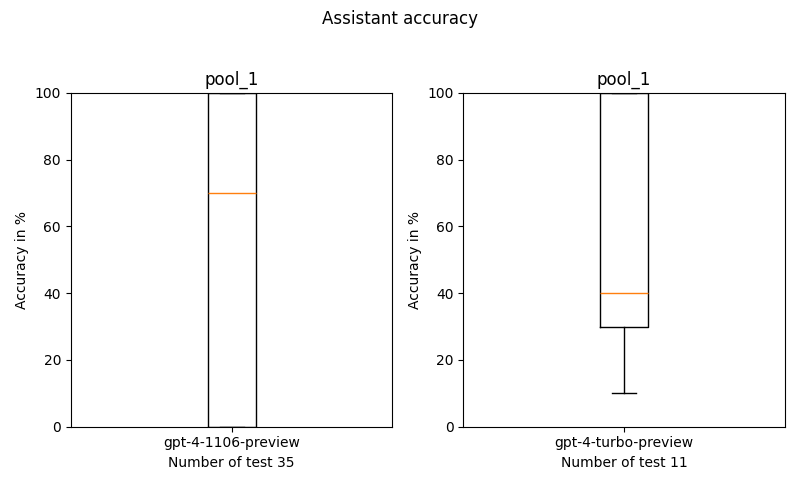 Assistant accuracy
pool_1
100
80
60
40
20
0
Accuracy in %
gpt-4-1106-preview
Number of test 35
pool_1
100
80
60
40
20
0
Accuracy in %
gpt-4-turbo-preview
Number of test 11